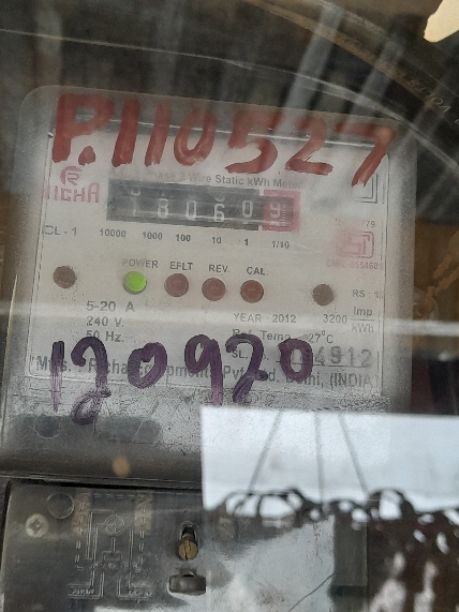 P.110527
Phase 2 Wire Static kWh Meter
RICHA
180609
CL - 1 10000 1000 100 10 1 1/10
POWER EFLT REV. CAL.
5-20 A
240 V.
50 Hz.
YEAR - 2012 3200 Imp kWh
Ref. Temp. 27°C
SL.
4912
120920
Pvt. Ltd. Delhi, (INDIA